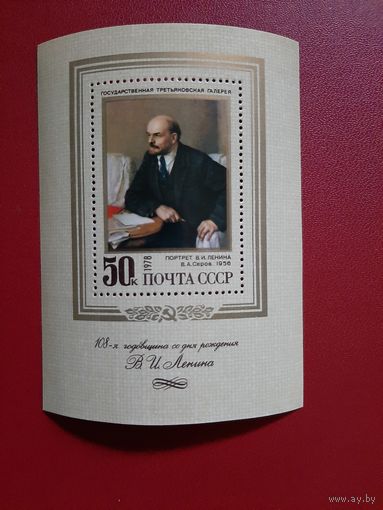 ГОСУДАРСТВЕННАЯ ТРЕТЬЯКОВСКАЯ ГАЛЕРЕЯ
ПОРТРЕТ В.И. ЛЕНИНА
В.А.Серов. 1956
50к 1978 ПОЧТА СССР
108-я годовщина со дня рождения
В.И.Ленина
www.ay.by